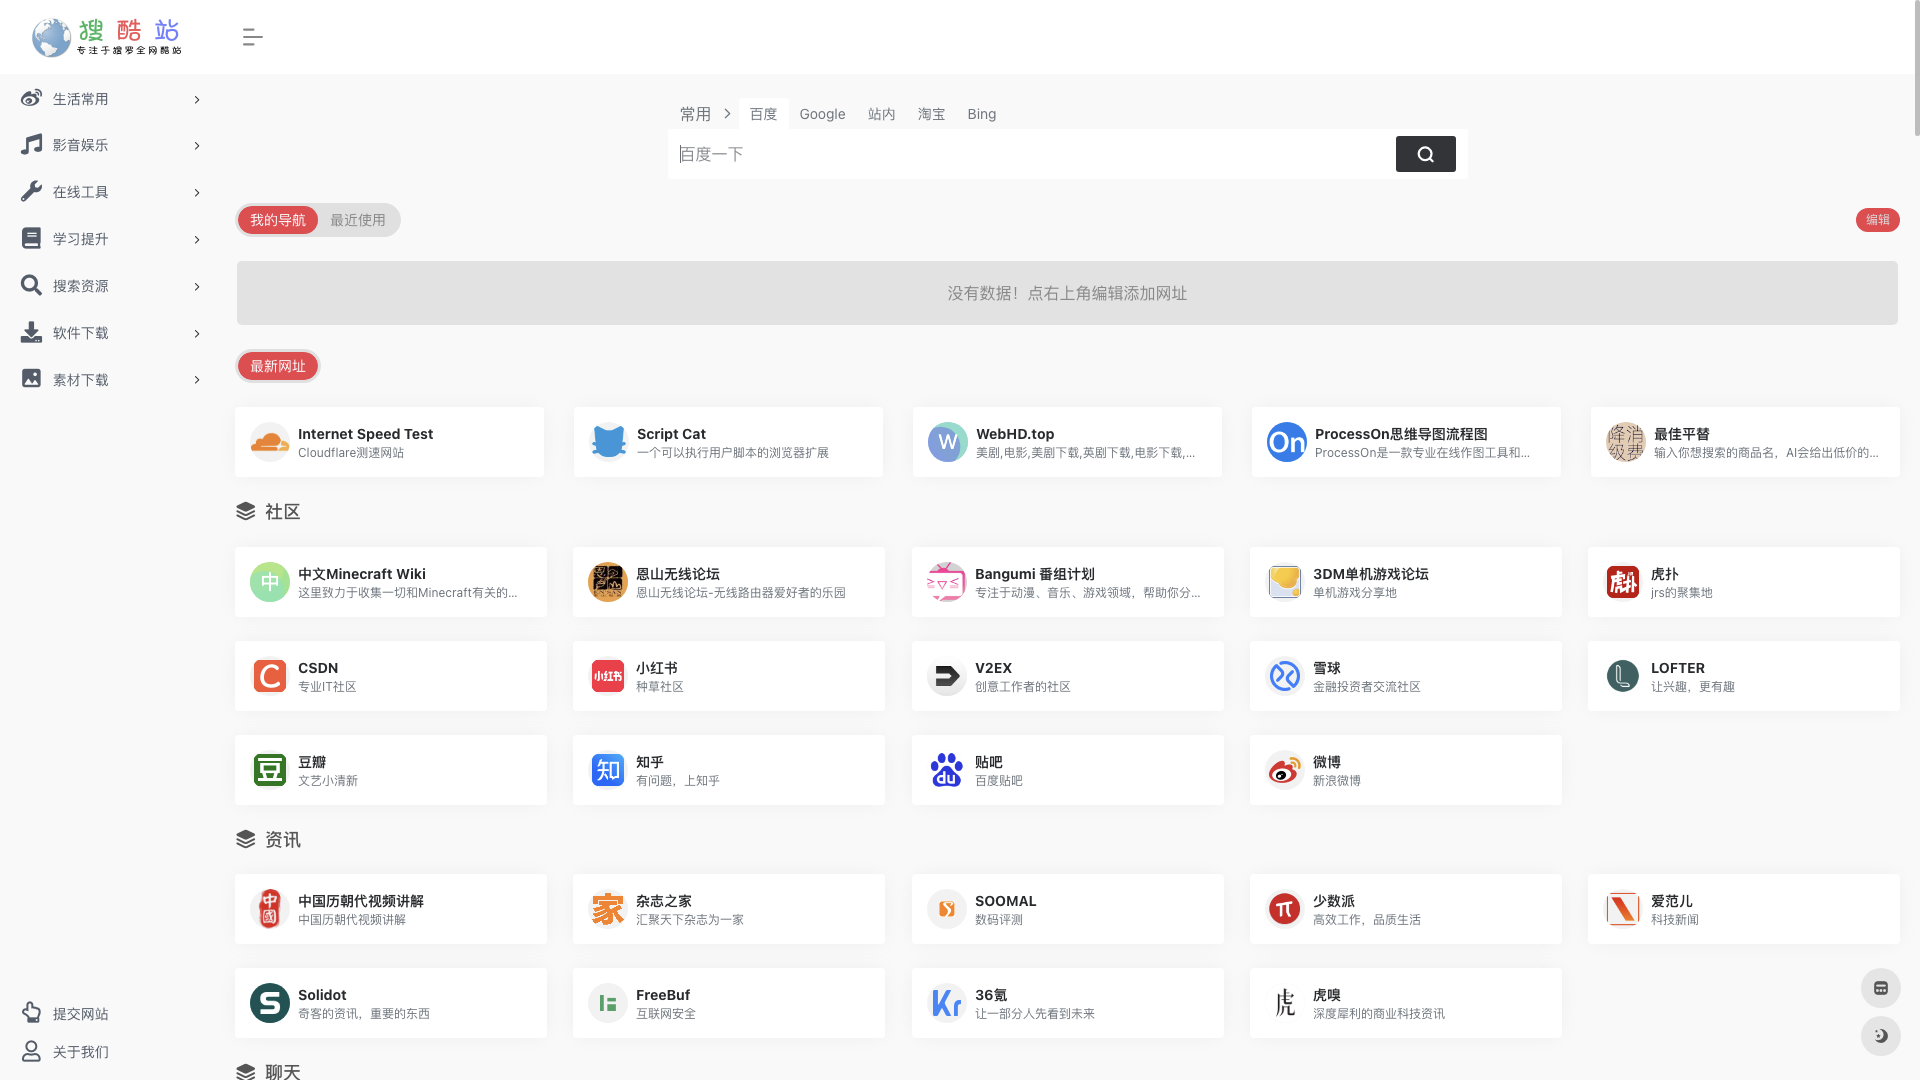 搜酷站
专注于搜罗全网酷站
生活常用
影音娱乐
在线工具
学习提升
搜索资源
软件下载
素材下载
提交网站
关于我们
常用 百度 Google 站内 淘宝 Bing
百度一下
我的导航 最近使用 编辑
没有数据！点右上角编辑添加网址
最新网址
Internet Speed Test
Cloudflare测速网站
Script Cat
一个可以执行用户脚本的浏览器扩展
W
WebHD.top
美剧,电影,美剧下载,英剧下载,电影下载,...
On
ProcessOn思维导图流程图
ProcessOn是一款专业在线作图工具和...
降消级费
最佳平替
输入你想搜索的商品名，AI会给出低价的...
社区
中
中文Minecraft Wiki
这里致力于收集一切和Minecraft有关的...
恩山无线论坛
恩山无线论坛-无线路由器爱好者的乐园
Bangumi 番组计划
专注于动漫、音乐、游戏领域，帮助你分...
3DM单机游戏论坛
单机游戏分享地
虎扑
虎扑
jrs的聚集地
C
CSDN
专业IT社区
小红书
小红书
种草社区
V2EX
创意工作者的社区
雪球
金融投资者交流社区
L
LOFTER
让兴趣，更有趣
豆
豆瓣
文艺小清新
知
知乎
有问题，上知乎
du
贴吧
百度贴吧
微博
新浪微博
资讯
中國
中国历朝代视频讲解
中国历朝代视频讲解
家
杂志之家
汇聚天下杂志为一家
S
SOOMAL
数码评测
π
少数派
高效工作，品质生活
爱范儿
科技新闻
S
Solidot
奇客的资讯，重要的东西
FreeBuf
互联网安全
Kr
36氪
让一部分人先看到未来
虎
虎嗅
深度犀利的商业科技资讯
聊天